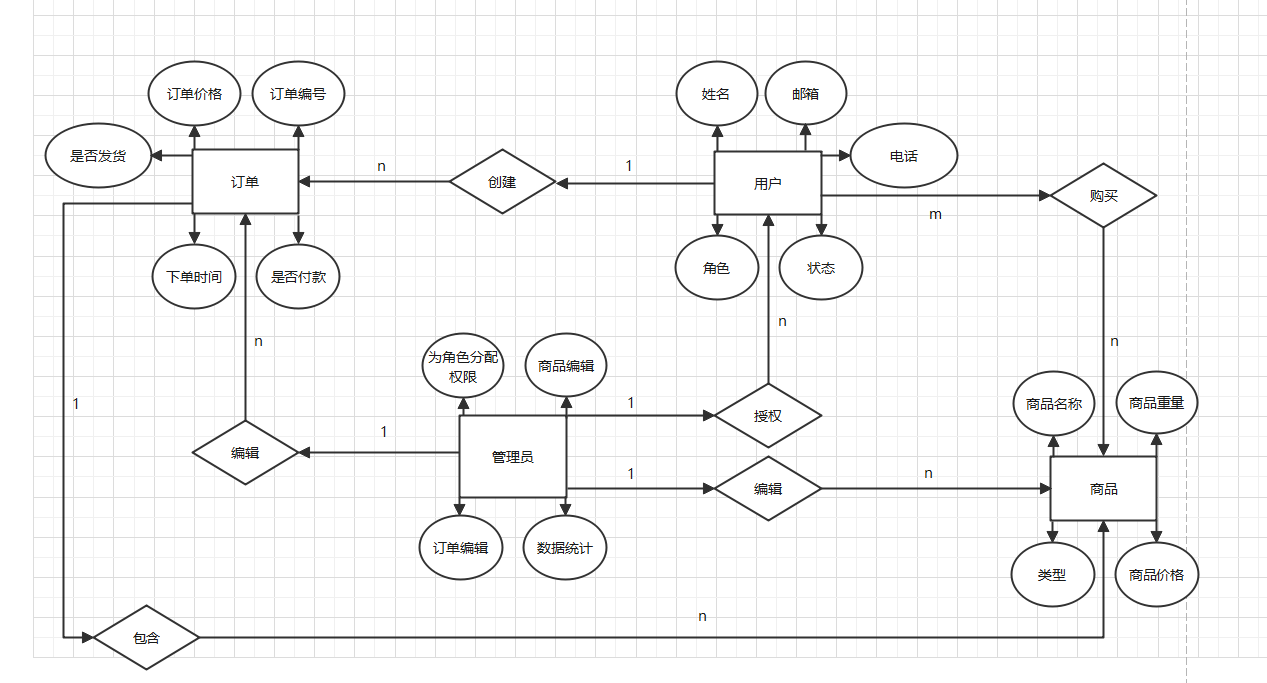 订单价格
订单编号
姓名
邮箱
是否发货
电话
订单
n
创建
1
用户
购买
m
下单时间
是否付款
角色
状态
n
n
n
为角色分配
权限
商品编辑
1
1
1
授权
商品名称
商品重量
编辑
管理员
1
编辑
n
商品
订单编辑
数据统计
类型
商品价格
包含
n